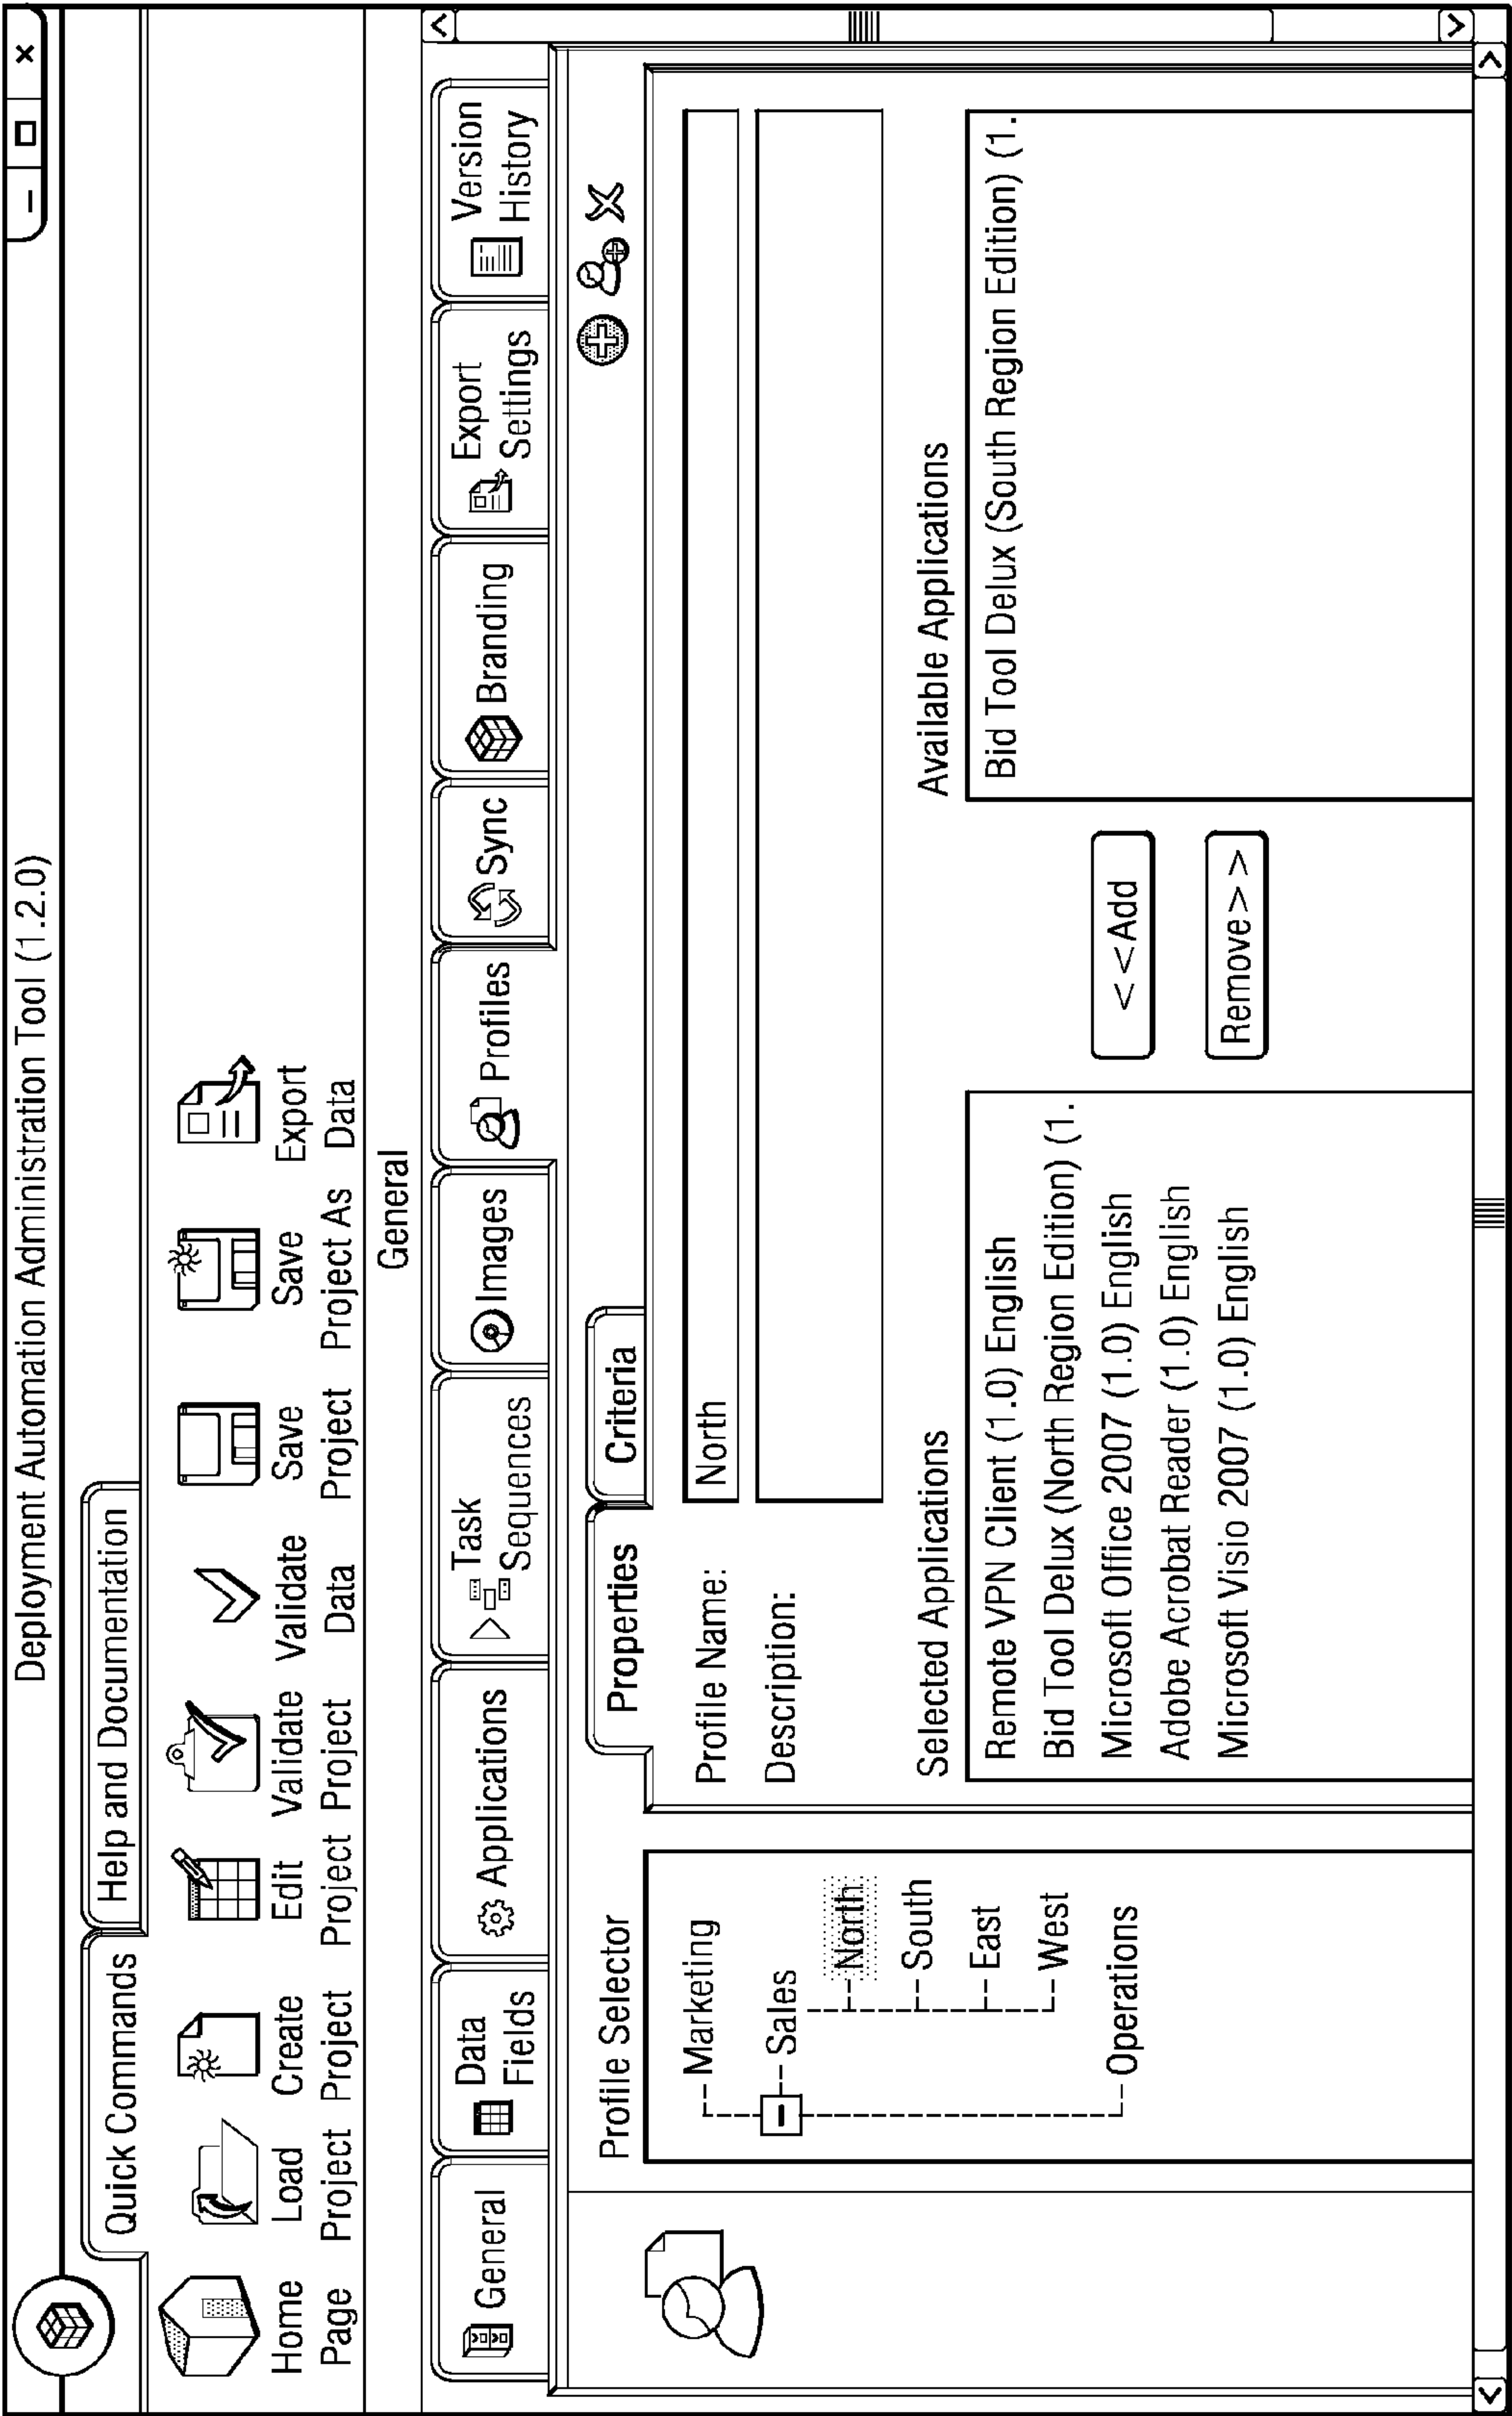 Deployment Automation Administration Tool (1.2.0)
Quick Commands
Help and Documentation
Home Page
Load Project
Create Project
Edit Project
Validate Project
Validate Data
Save Project
Save Project As
Export Data
General
General
Data Fields
Applications
Task Sequences
Images
Profiles
Sync
Branding
Export Settings
Version History
Profile Selector
Marketing
Sales
North
South
East
West
Operations
Properties
Criteria
Profile Name:
North
Description:
Selected Applications
Remote VPN Client (1.0) English
Bid Tool Delux (North Region Edition) (1.
Microsoft Office 2007 (1.0) English
Adobe Acrobat Reader (1.0) English
Microsoft Visio 2007 (1.0) English
<<Add
Remove>>
Available Applications
Bid Tool Delux (South Region Edition) (1.